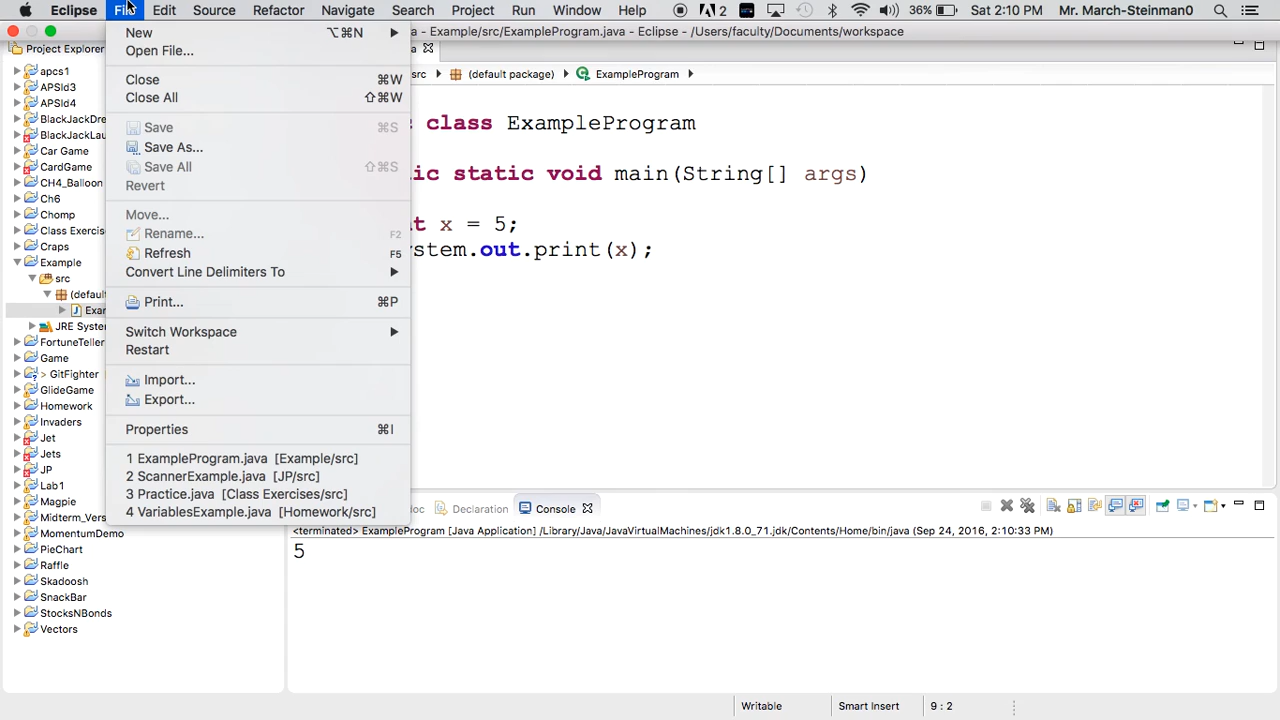 Eclipse File Edit Source Refactor Navigate Search Project Run Window Help 2 36% Sat 2:10 PM Mr. March-Steinman0
a - Example/src/ExampleProgram.java - Eclipse - /Users/faculty/Documents/workspace
Project Explorer
src (default package) ExampleProgram
apcs1
APSId3
APSId4
BlackJackDre
BlackJackLau
Car Game
CardGame
CH4_Balloon
Ch6
Chomp
Class Exercis
Craps
Example
src
(defau
Exar
JRE Syste
FortuneTeller
Game
> GitFighter
GlideGame
Homework
Invaders
Jet
Jets
JP
Lab1
Magpie
Midterm_Vers
MomentumDemo
PieChart
Raffle
Skadoosh
SnackBar
StocksNBonds
Vectors
New ⌥⌘N
Open File...
Close ⌘W
Close All ⇧⌘W
Save ⌘S
Save As...
Save All ⇧⌘S
Revert
Move...
Rename... F2
Refresh F5
Convert Line Delimiters To
Print... ⌘P
Switch Workspace
Restart
Import...
Export...
Properties ⌘I
1 ExampleProgram.java [Example/src]
2 ScannerExample.java [JP/src]
3 Practice.java [Class Exercises/src]
4 VariablesExample.java [Homework/src]
c class ExampleProgram
ic static void main(String[] args)
t x = 5;
ystem.out.print(x);
oc Declaration Console
<terminated> ExampleProgram [Java Application] /Library/Java/JavaVirtualMachines/jdk1.8.0_71.jdk/Contents/Home/bin/java (Sep 24, 2016, 2:10:33 PM)
5
Writable Smart Insert 9 : 2